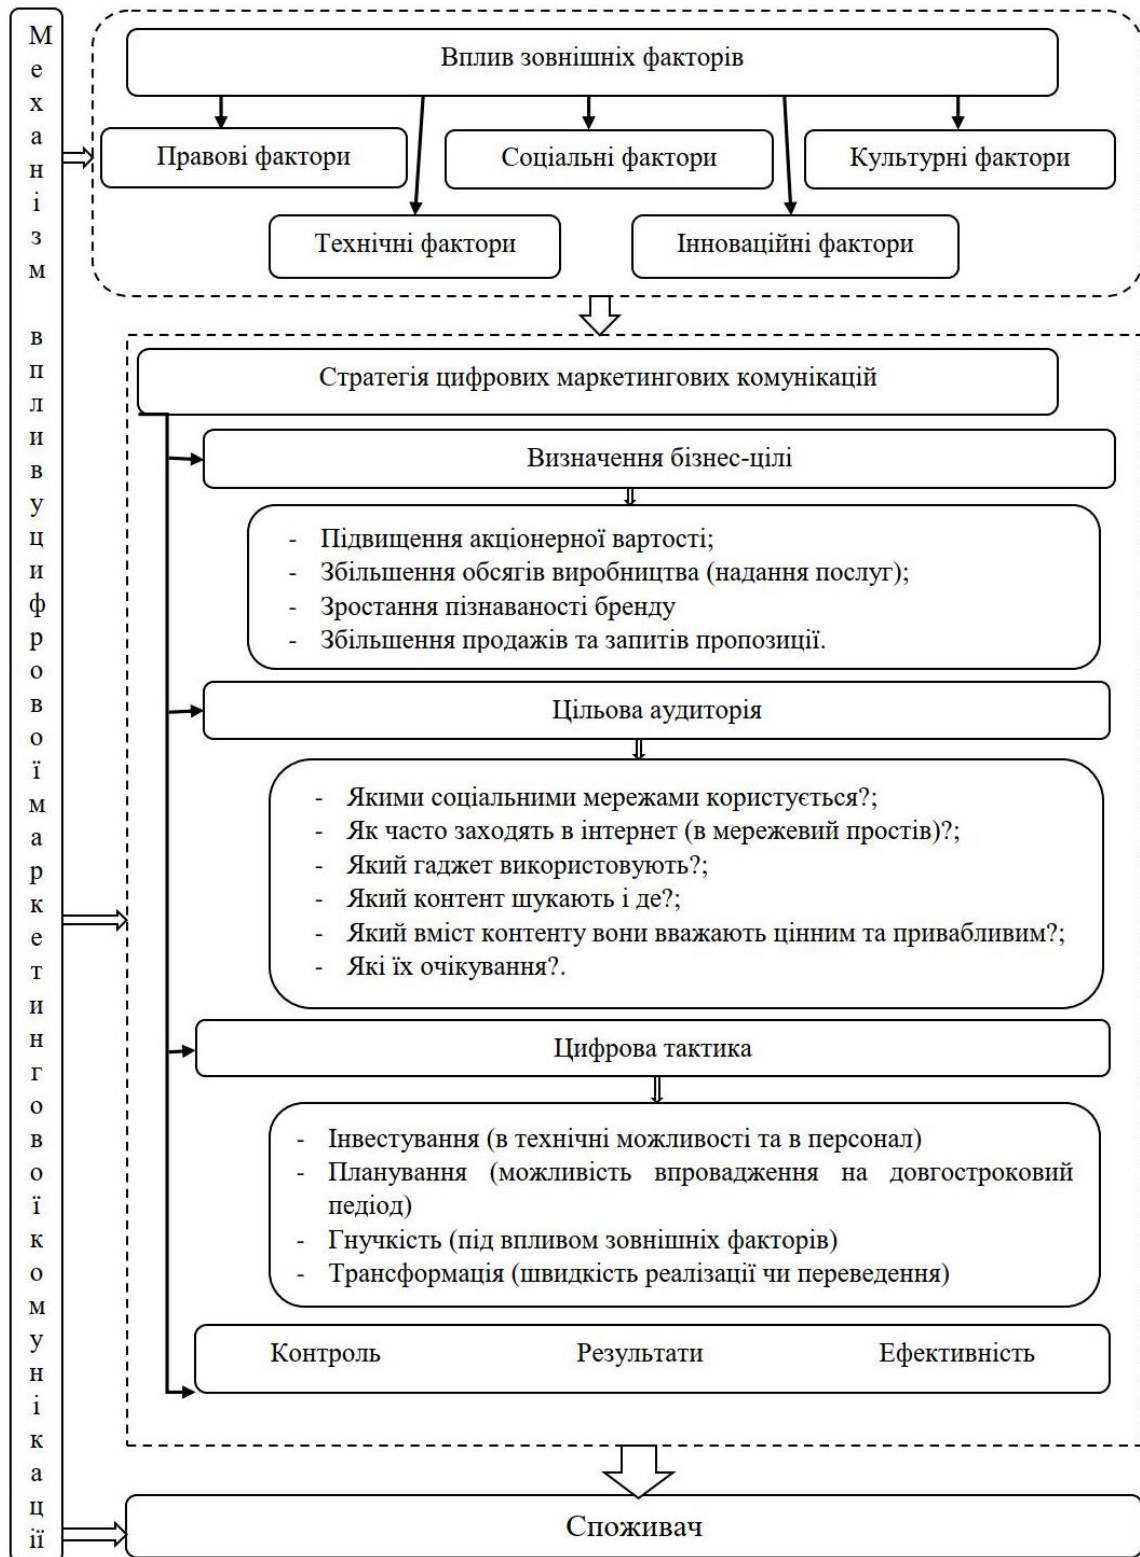 Механізм впливу цифрової маркетингової комунікації
Вплив зовнішніх факторів
Правові фактори
Соціальні фактори
Культурні фактори
Технічні фактори
Інноваційні фактори
Стратегія цифрових маркетингових комунікацій
Визначення бізнес-цілі
- Підвищення акціонерної вартості;
- Збільшення обсягів виробництва (надання послуг);
- Зростання пізнаваності бренду
- Збільшення продажів та запитів пропозиції.
Цільова аудиторія
- Якими соціальними мережами користується?;
- Як часто заходять в інтернет (в мережевий простів)?;
- Який гаджет використовують?;
- Який контент шукають і де?;
- Який вміст контенту вони вважають цінним та привабливим?;
- Які їх очікування?.
Цифрова тактика
- Інвестування (в технічні можливості та в персонал)
- Планування (можливість впровадження на довгостроковий
педіод)
- Гнучкість (під впливом зовнішніх факторів)
- Трансформація (швидкість реалізації чи переведення)
Контроль Результати Ефективність
Споживач